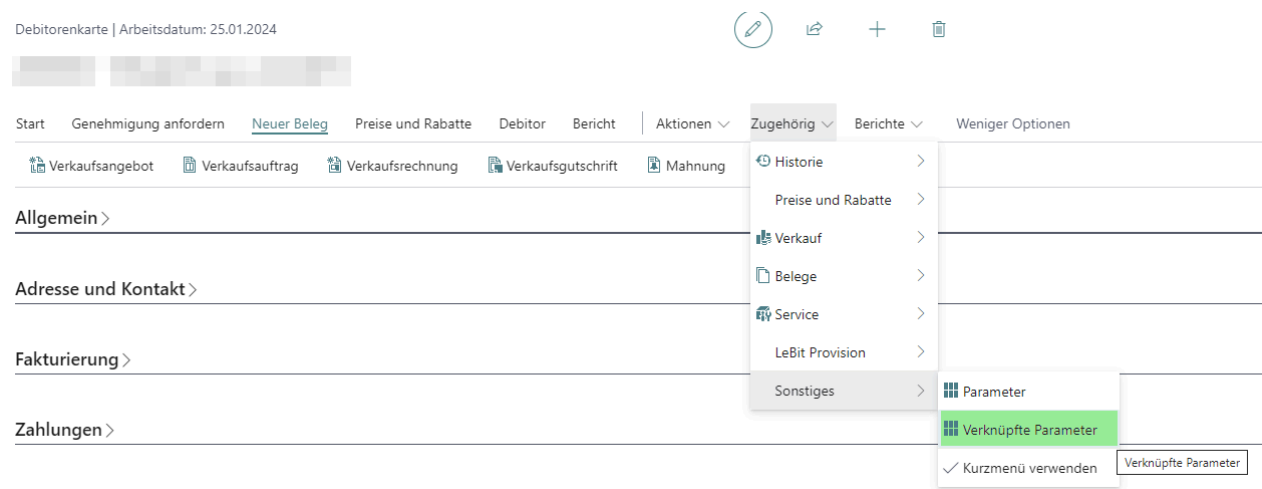 Debitorenkarte | Arbeitsdatum: 25.01.2024
Start Genehmigung anfordern Neuer Beleg Preise und Rabatte Debitor Bericht Aktionen Zugehörig Berichte Weniger Optionen
Verkaufsangebot Verkaufsauftrag Verkaufsrechnung Verkaufsgutschrift Mahnung
Historie
Preise und Rabatte
Verkauf
Belege
Service
LeBit Provision
Sonstiges
Parameter
Verknüpfte Parameter
Kurzmenü verwenden
Verknüpfte Parameter
Allgemein
Adresse und Kontakt
Fakturierung
Zahlungen